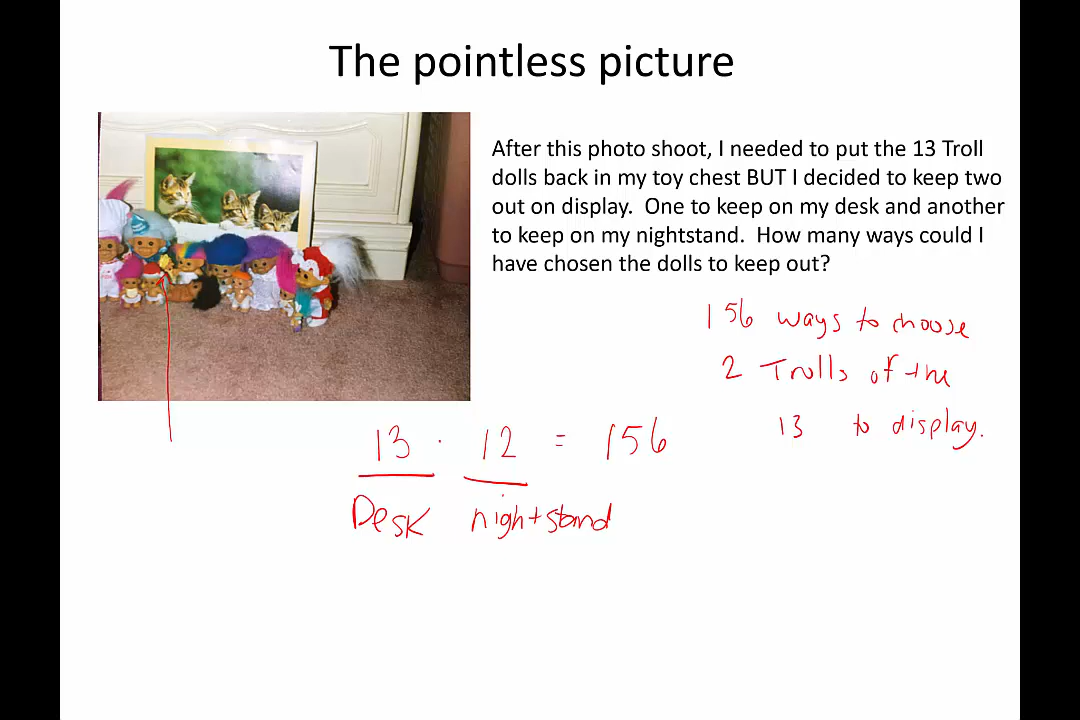 The pointless picture
After this photo shoot, I needed to put the 13 Troll
dolls back in my toy chest BUT I decided to keep two
out on display.  One to keep on my desk and another
to keep on my nightstand.  How many ways could I
have chosen the dolls to keep out?
156 ways to choose
2 Trolls of the
13 to display.
13 · 12 = 156
Desk nightstand